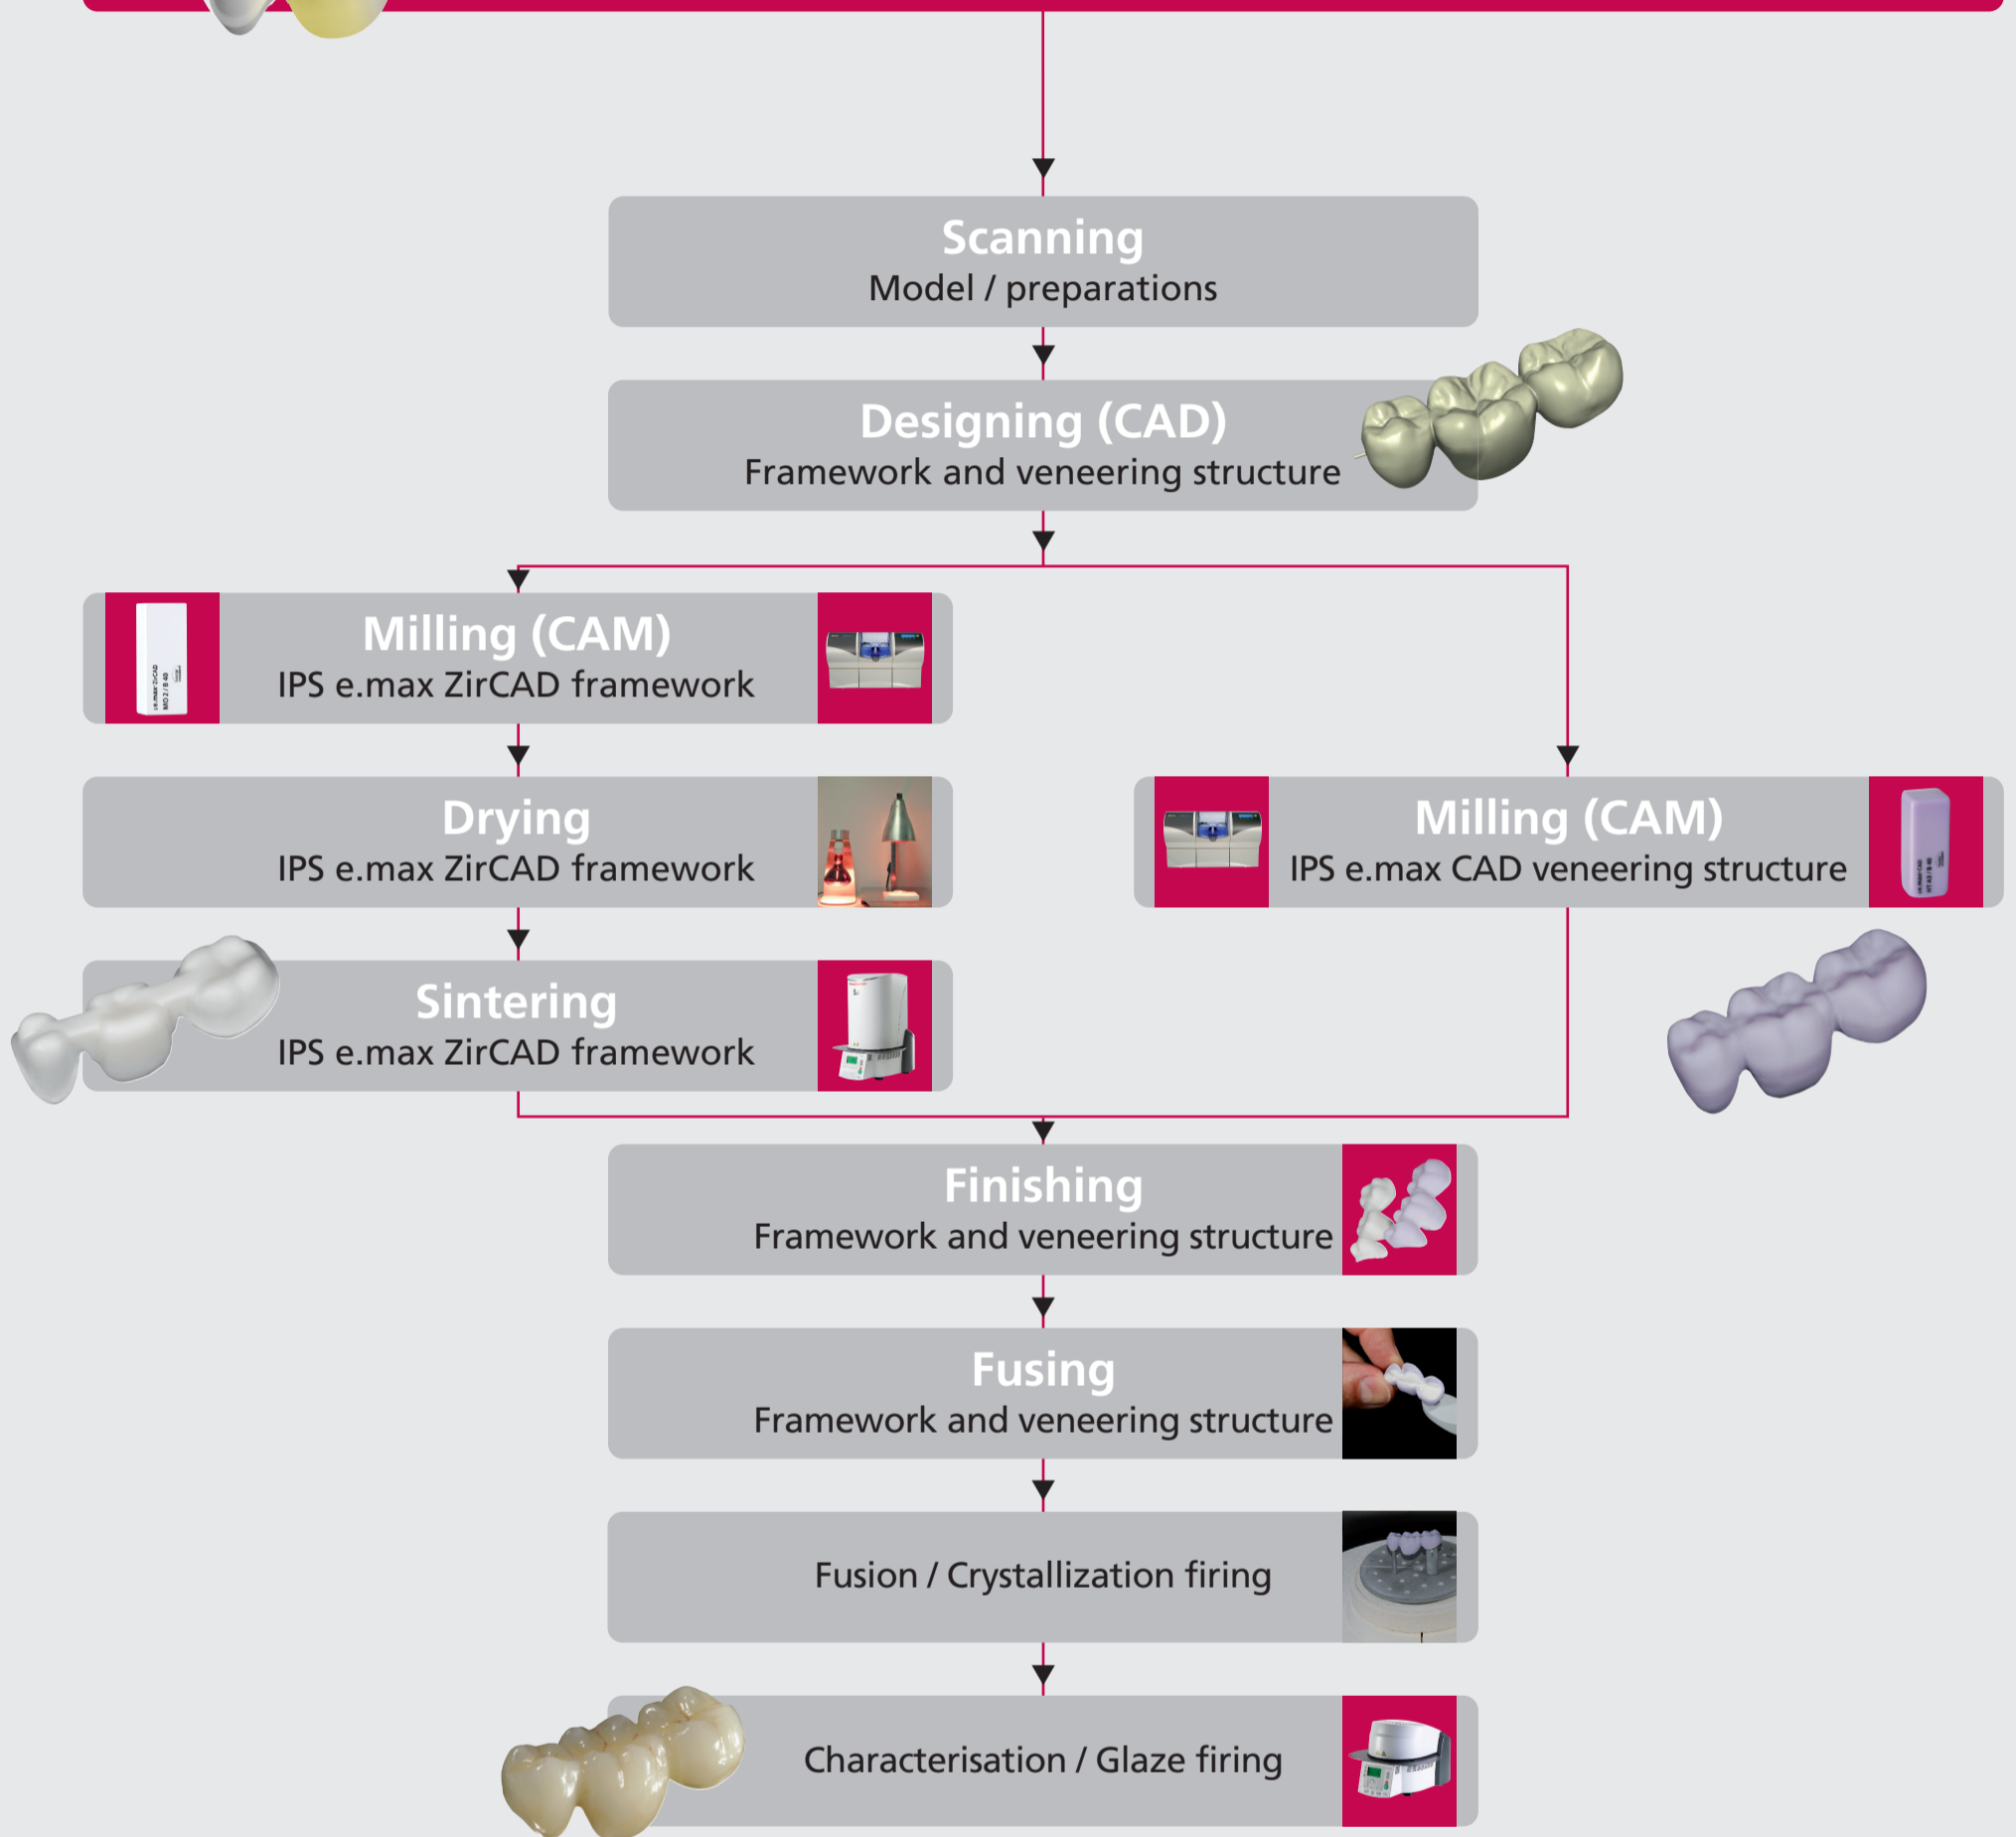 Scanning
Model / preparations
Designing (CAD)
Framework and veneering structure
Milling (CAM)
IPS e.max ZirCAD framework
Drying
IPS e.max ZirCAD framework
Milling (CAM)
IPS e.max CAD veneering structure
Sintering
IPS e.max ZirCAD framework
Finishing
Framework and veneering structure
Fusing
Framework and veneering structure
Fusion / Crystallization firing
Characterisation / Glaze firing